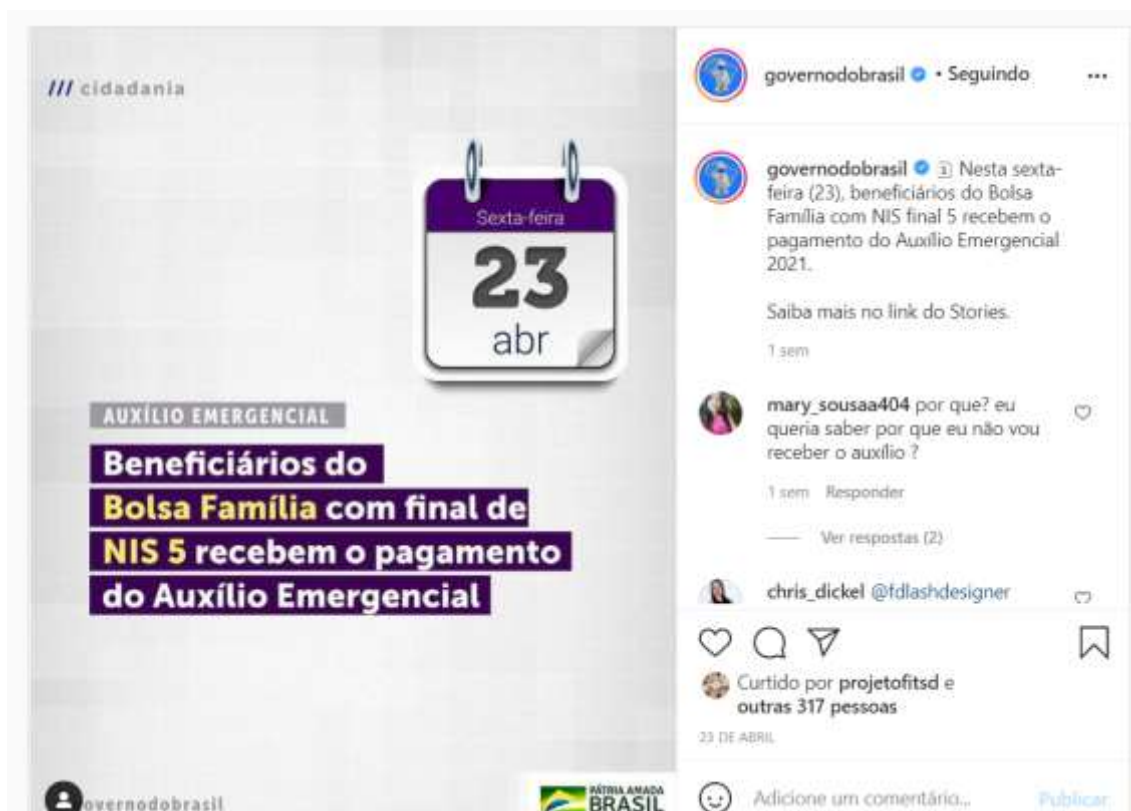 /// cidadania
Sexta-feira
23
abr
AUXÍLIO EMERGENCIAL
Beneficiários do
Bolsa Família com final de
NIS 5 recebem o pagamento
do Auxílio Emergencial
overnodobrasil
PÁTRIA AMADA
BRASIL
governodobrasil • Seguindo
governodobrasil Nesta sexta-
feira (23), beneficiários do Bolsa
Família com NIS final 5 recebem o
pagamento do Auxílio Emergencial
2021.
Saiba mais no link do Stories.
1 sem
mary_sousaa404 por que? eu
queria saber por que eu não vou
receber o auxílio ?
1 sem Responder
Ver respostas (2)
chris_dickel @fdlashdesigner
Curtido por projetofitsd e
outras 317 pessoas
23 DE ABRIL
Adicione um comentário... Publicar